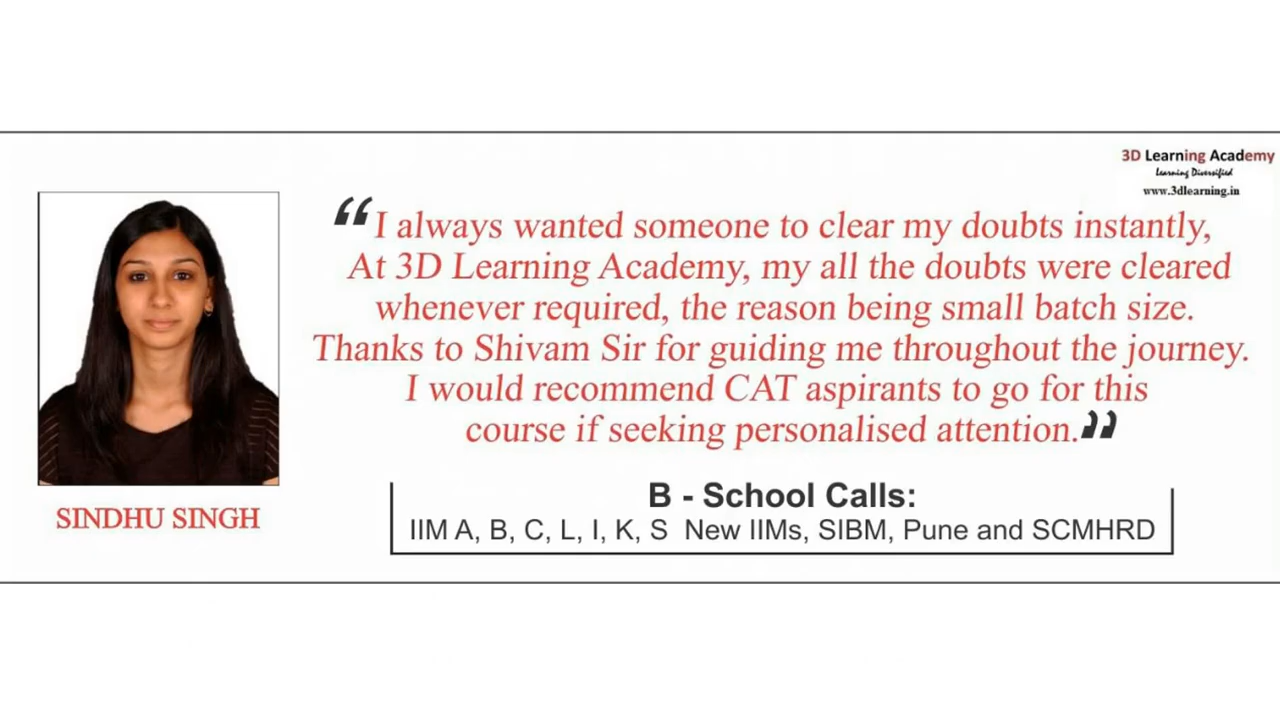 3D Learning Academy
Learning Diversified
www.3dlearning.in
“I always wanted someone to clear my doubts instantly,
At 3D Learning Academy, my all the doubts were cleared
whenever required, the reason being small batch size.
Thanks to Shivam Sir for guiding me throughout the journey.
I would recommend CAT aspirants to go for this
course if seeking personalised attention.”
SINDHU SINGH
B - School Calls:
IIM A, B, C, L, I, K, S New IIMs, SIBM, Pune and SCMHRD